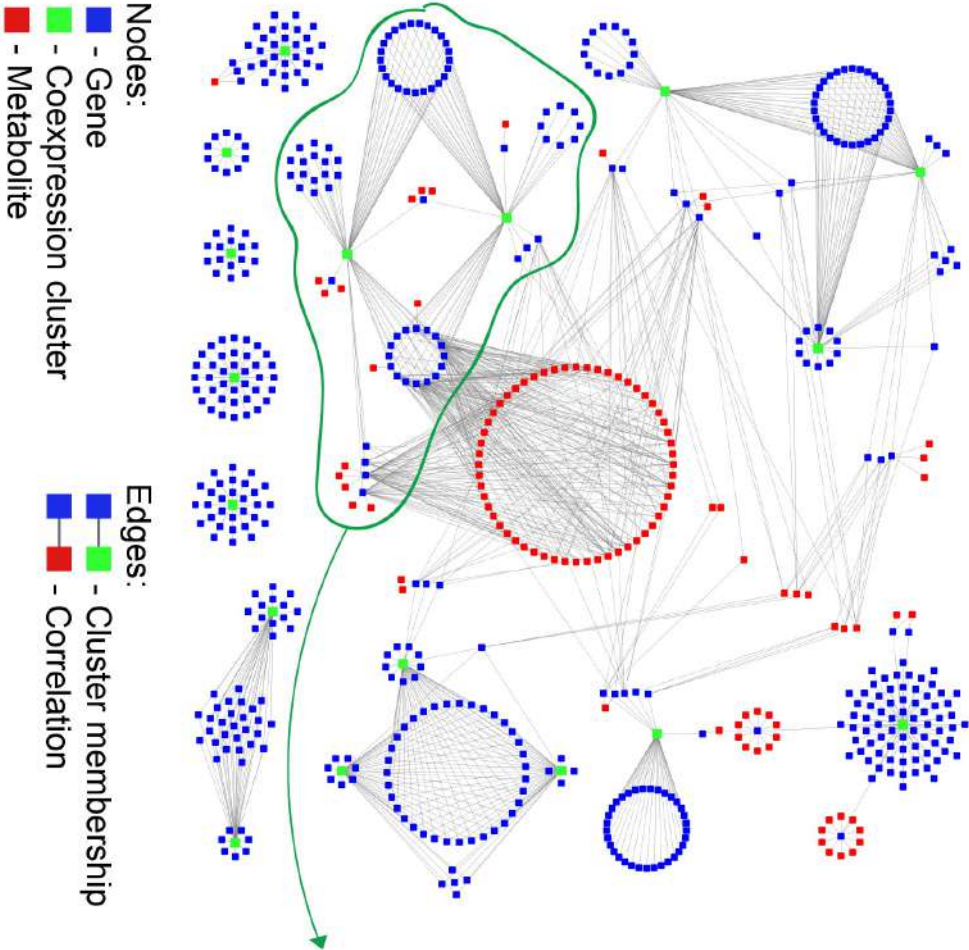 Nodes:
- Gene
- Coexpression cluster
- Metabolite
Edges:
- Cluster membership
- Correlation